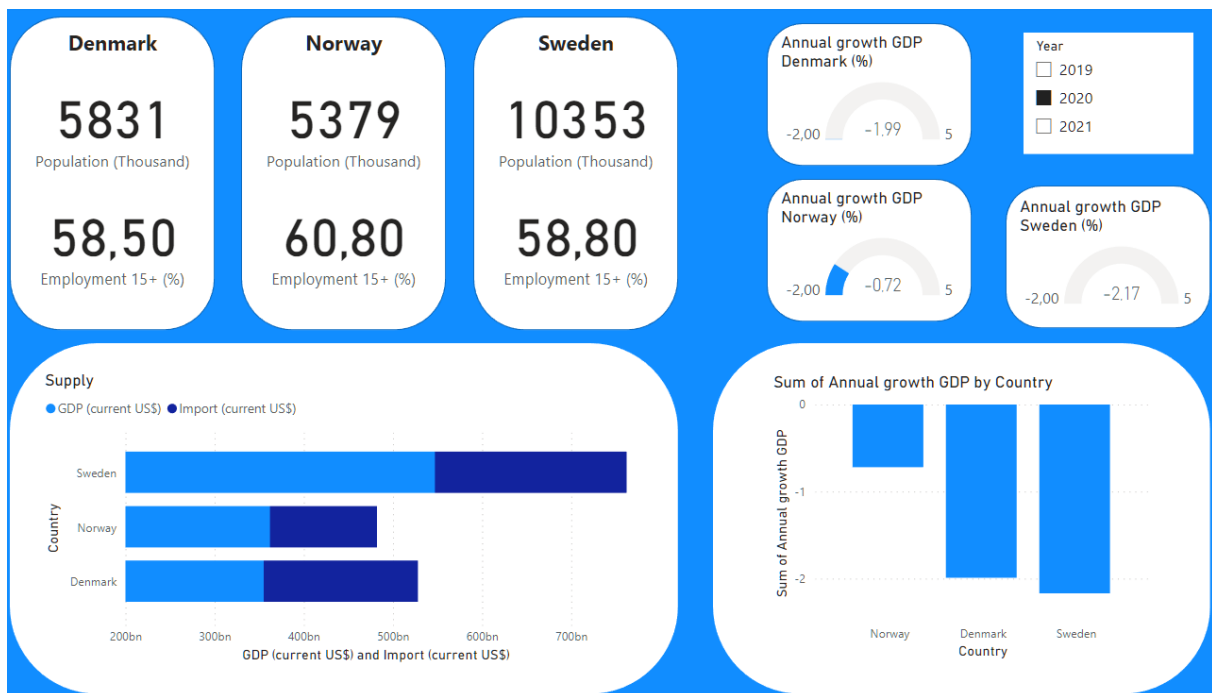 Denmark
5831
Population (Thousand)
58,50
Employment 15+ (%)
Norway
5379
Population (Thousand)
60,80
Employment 15+ (%)
Sweden
10353
Population (Thousand)
58,80
Employment 15+ (%)
Annual growth GDP
Denmark (%)
-2,00
-1,99
5
Year
2019
2020
2021
Annual growth GDP
Norway (%)
-2,00
-0,72
5
Annual growth GDP
Sweden (%)
-2,00
-2,17
5
Supply
GDP (current US$) Import (current US$)
Country
Sweden
Norway
Denmark
200bn 300bn 400bn 500bn 600bn 700bn
GDP (current US$) and Import (current US$)
Sum of Annual growth GDP by Country
Sum of Annual growth GDP
0
-1
-2
Norway Denmark Sweden
Country